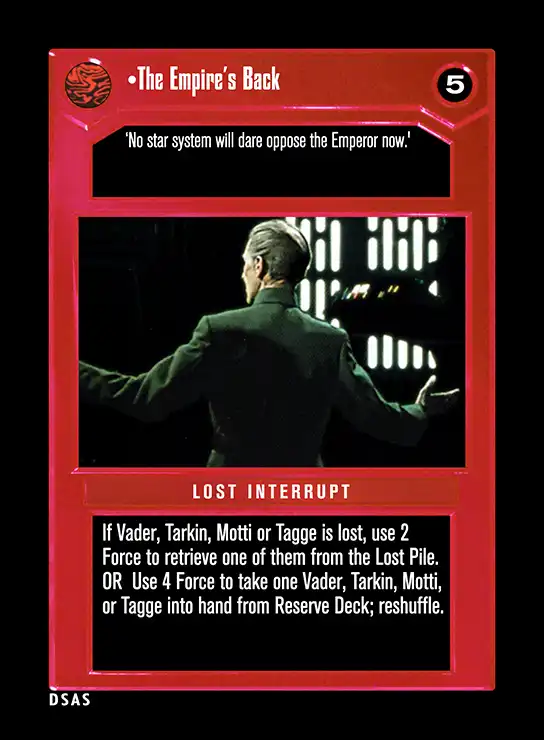 •The Empire's Back
5
'No star system will dare oppose the Emperor now.'
LOST INTERRUPT
If Vader, Tarkin, Motti or Tagge is lost, use 2
Force to retrieve one of them from the Lost Pile.
OR Use 4 Force to take one Vader, Tarkin, Motti,
or Tagge into hand from Reserve Deck; reshuffle.
DSAS